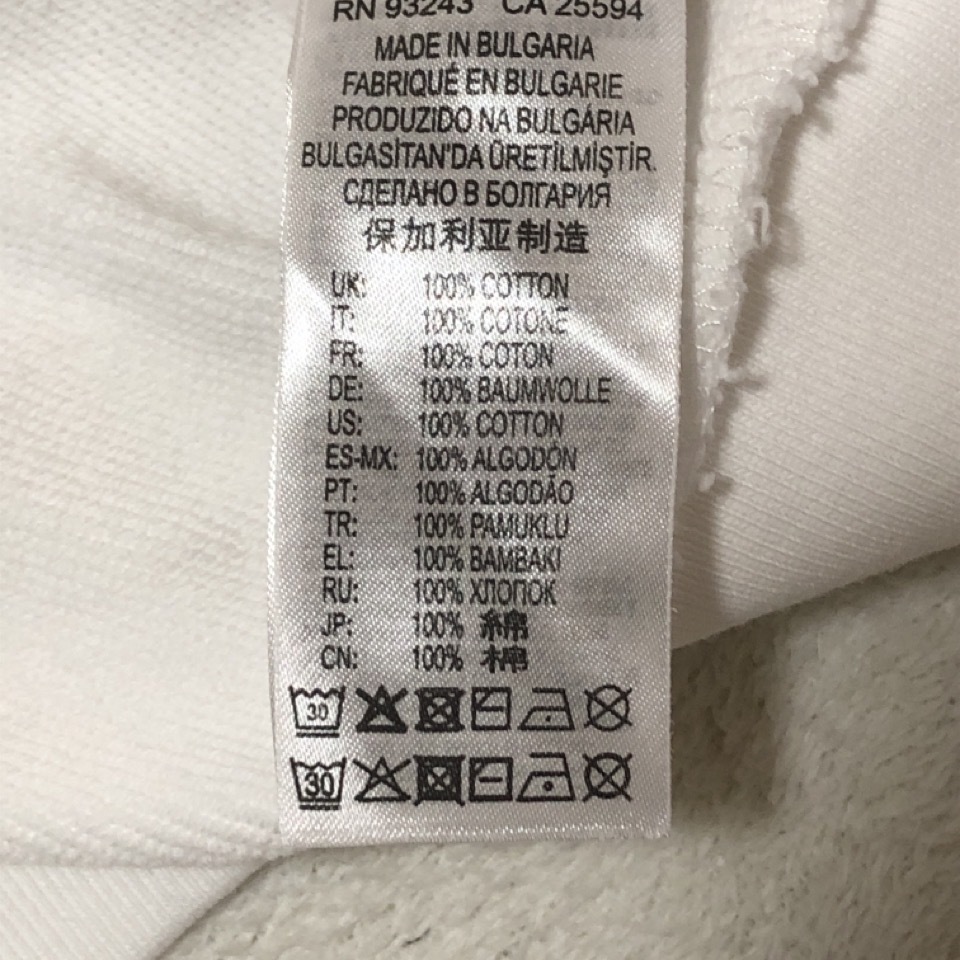 RN 93243 CA 25594
MADE IN BULGARIA
FABRIQUÉ EN BULGARIE
PRODUZIDO NA BULGÁRIA
BULGASİTAN'DA ÜRETİLMİŞTİR.
СДЕЛАНО В БОЛГАРИЯ
保加利亚制造
UK: 100% COTTON
IT: 100% COTONE
FR: 100% COTON
DE: 100% BAUMWOLLE
US: 100% COTTON
ES-MX: 100% ALGODÓN
PT: 100% ALGODÃO
TR: 100% PAMUKLU
EL: 100% BAMBAKI
RU: 100% ХЛОПОК
JP: 100% 綿
CN: 100% 棉
30
30